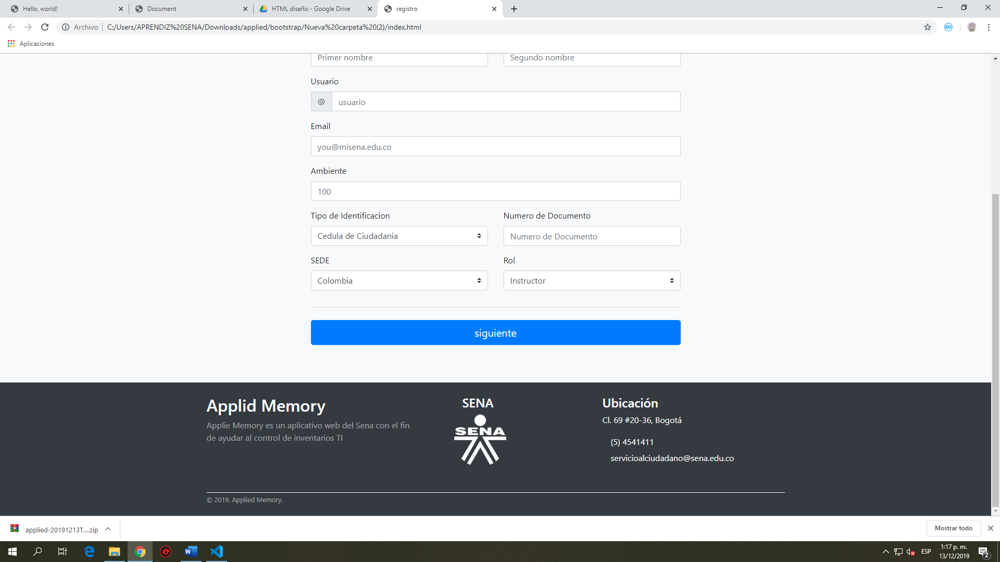 Hello, world!
Document
HTML diseño - Google Drive
registro
Archivo
C:/Users/APRENDIZ%20SENA/Downloads/applied/bootstrap/Nueva%20carpeta%20(2)/index.html
Aplicaciones
Primer nombre
Segundo nombre
Usuario
@
usuario
Email
you@misena.edu.co
Ambiente
100
Tipo de Identificacion
Numero de Documento
Cedula de Ciudadania
Numero de Documento
SEDE
Rol
Colombia
Instructor
siguiente
Applid Memory
Applie Memory es un aplicativo web del Sena con el fin
de ayudar al control de inventarios TI
SENA
SENA
Ubicación
Cl. 69 #20-36, Bogotá
(5) 4541411
servicioalciudadano@sena.edu.co
© 2019. Applied Memory.
applied-20191213T....zip
Mostrar todo
ESP
1:17 p. m.
13/12/2019
2